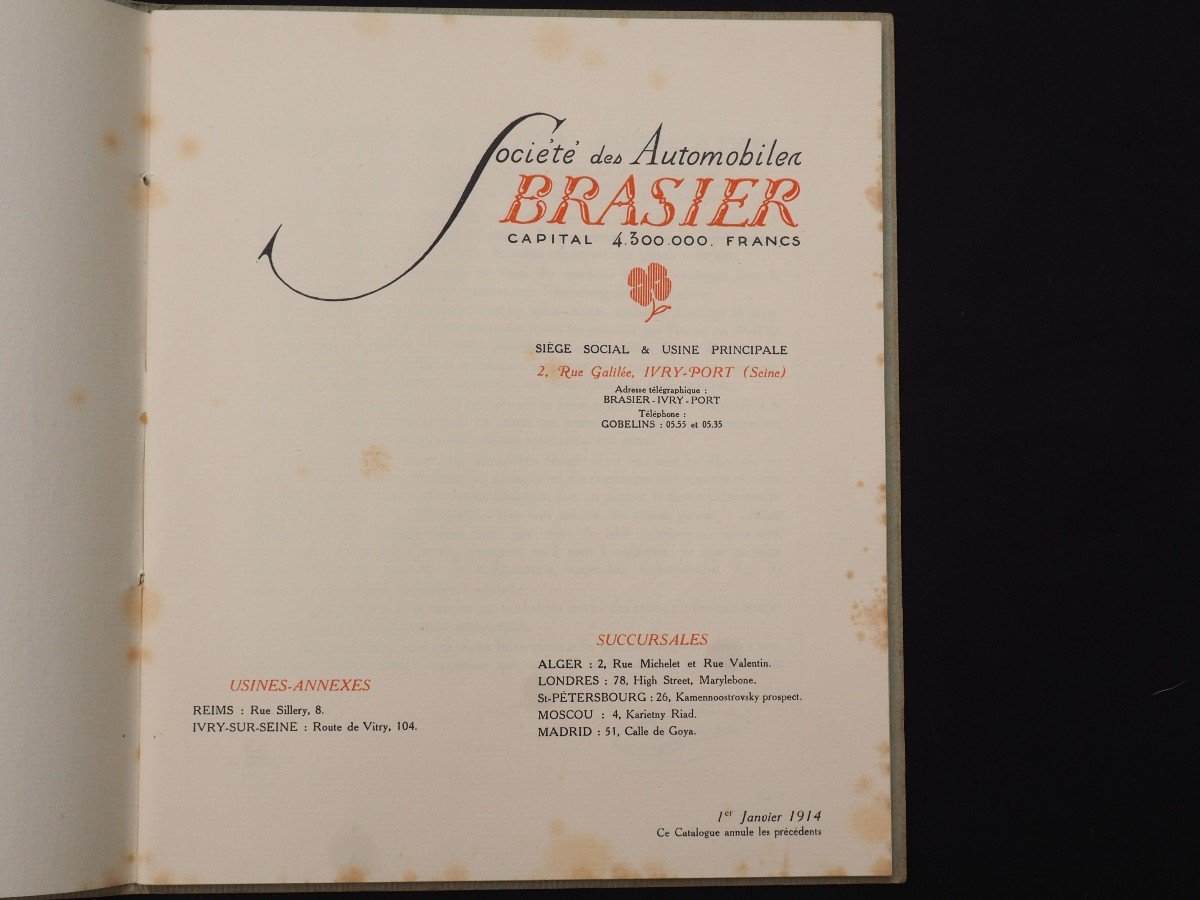 Société des Automobiles
BRASIER
CAPITAL 4.300.000. FRANCS
SIÈGE SOCIAL & USINE PRINCIPALE
2, Rue Galilée, IVRY-PORT (Seine)
Adresse télégraphique :
BRASIER-IVRY-PORT
Téléphone :
GOBELINS : 05.55 et 05.35
USINES-ANNEXES
REIMS : Rue Sillery, 8.
IVRY-SUR-SEINE : Route de Vitry, 104.
SUCCURSALES
ALGER : 2, Rue Michelet et Rue Valentin.
LONDRES : 78, High Street, Marylebone.
St-PÉTERSBOURG : 26, Kamennoostrovsky prospect.
MOSCOU : 4, Karietny Riad.
MADRID : 51, Calle de Goya.
1er Janvier 1914
Ce Catalogue annule les précédents